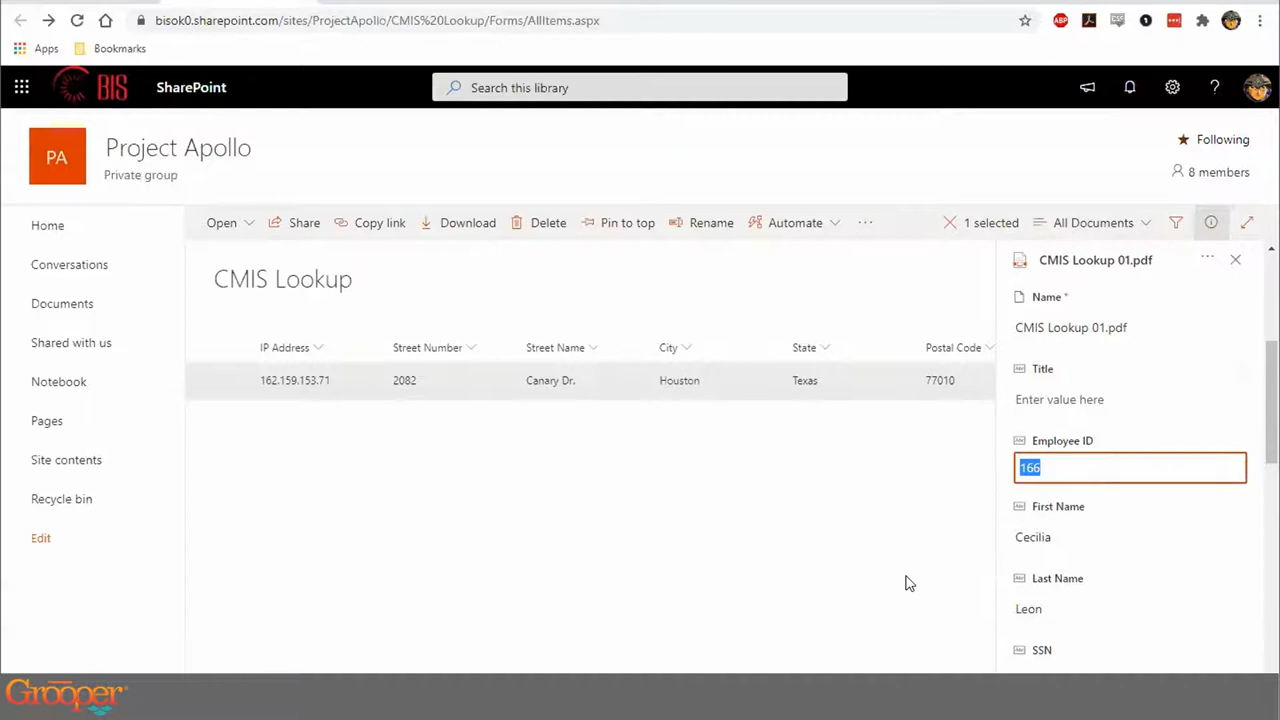 bisok0.sharepoint.com/sites/ProjectApollo/CMIS%20Lookup/Forms/AllItems.aspx
ABP
CSF
Apps
Bookmarks
BIS
SharePoint
Search this library
?
PA
Project Apollo
Private group
Following
8 members
Home
Conversations
Documents
Shared with us
Notebook
Pages
Site contents
Recycle bin
Edit
Open
Share
Copy link
Download
Delete
Pin to top
Rename
Automate
1 selected
All Documents
CMIS Lookup
IP Address
Street Number
Street Name
City
State
Postal Code
162.159.153.71
2082
Canary Dr.
Houston
Texas
77010
CMIS Lookup 01.pdf
Name *
CMIS Lookup 01.pdf
Title
Enter value here
Employee ID
166
First Name
Cecilia
Last Name
Leon
SSN
Grooper